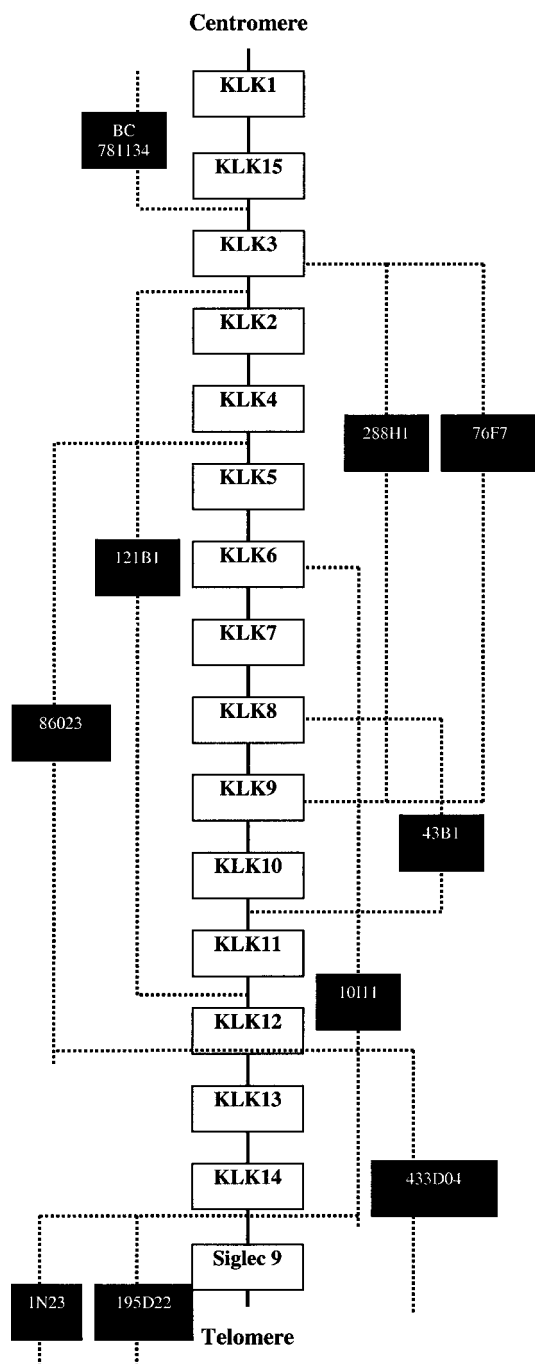 Centromere
KLK1
BC
781134
KLK15
KLK3
KLK2
KLK4
288H1
76F7
KLK5
121B1
KLK6
KLK7
KLK8
86023
KLK9
43B1
KLK10
KLK11
10I11
KLK12
KLK13
KLK14
433D04
Siglec 9
1N23
195D22
Telomere